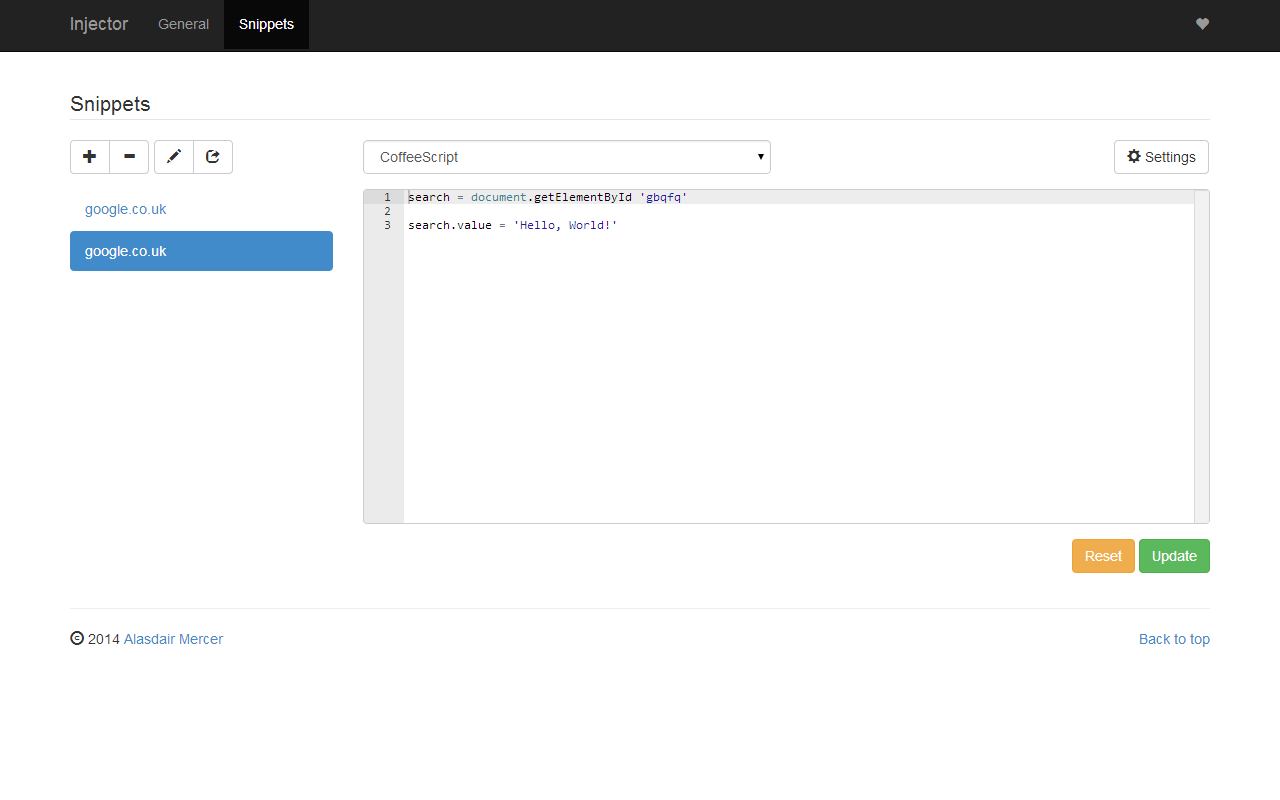 Injector General Snippets
Snippets
CoffeeScript Settings
google.co.uk
google.co.uk
1 search = document.getElementById 'gbqfq'
2
3 search.value = 'Hello, World!'
Reset Update
© 2014 Alasdair Mercer Back to top